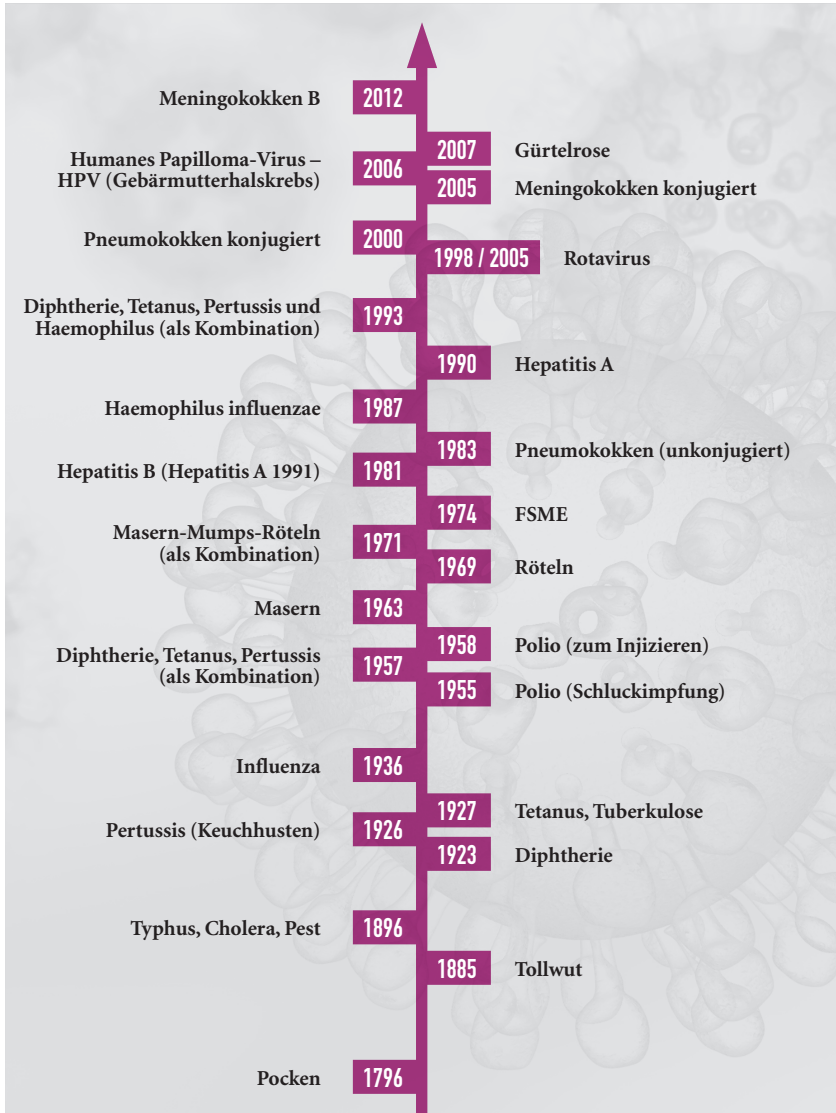 Meningokokken B 2012
2007 Gürtelrose
Humanes Papilloma-Virus –
HPV (Gebärmutterhalskrebs) 2006
2005 Meningokokken konjugiert
Pneumokokken konjugiert 2000
1998 / 2005 Rotavirus
Diphtherie, Tetanus, Pertussis und
Haemophilus (als Kombination) 1993
1990 Hepatitis A
Haemophilus influenzae 1987
1983 Pneumokokken (unkonjugiert)
Hepatitis B (Hepatitis A 1991) 1981
1974 FSME
Masern-Mumps-Röteln
(als Kombination) 1971
1969 Röteln
Masern 1963
1958 Polio (zum Injizieren)
Diphtherie, Tetanus, Pertussis
(als Kombination) 1957
1955 Polio (Schluckimpfung)
Influenza 1936
1927 Tetanus, Tuberkulose
Pertussis (Keuchhusten) 1926
1923 Diphtherie
Typhus, Cholera, Pest 1896
1885 Tollwut
Pocken 1796